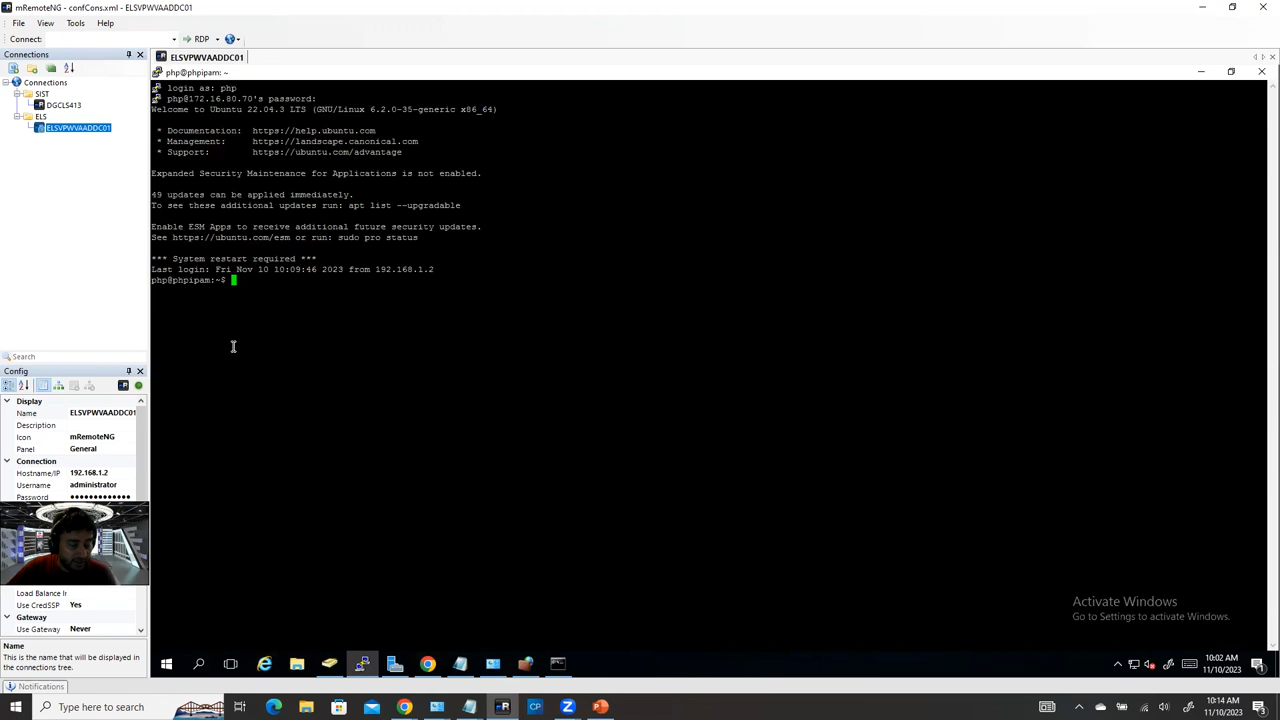 mRemoteNG - confCons.xml - ELSVPWVAADDC01
File View Tools Help
Connect: RDP
Connections
ELSVPWVAADDC01
php@phpipam: ~
Connections
SIST
DGCLS413
ELS
ELSVPWVAADDC01
login as: php
php@172.16.80.70's password:
Welcome to Ubuntu 22.04.3 LTS (GNU/Linux 6.2.0-35-generic x86_64)
* Documentation: https://help.ubuntu.com
* Management: https://landscape.canonical.com
* Support: https://ubuntu.com/advantage
Expanded Security Maintenance for Applications is not enabled.
49 updates can be applied immediately.
To see these additional updates run: apt list --upgradable
Enable ESM Apps to receive additional future security updates.
See https://ubuntu.com/esm or run: sudo pro status
*** System restart required ***
Last login: Fri Nov 10 10:09:46 2023 from 192.168.1.2
php@phpipam:~$
Search
Config
Display
Name ELSVPWVAADDC01
Description
Icon mRemoteNG
Panel General
Connection
Hostname/IP 192.168.1.2
Username administrator
Password ●●●●●●●●●●●●●
Load Balance Ir
Use CredSSP Yes
Gateway
Use Gateway Never
Name
This is the name that will be displayed in
the connections tree.
Activate Windows
Go to Settings to activate Windows.
10:02 AM
11/10/2023
Notifications
Type here to search
10:14 AM
11/10/2023